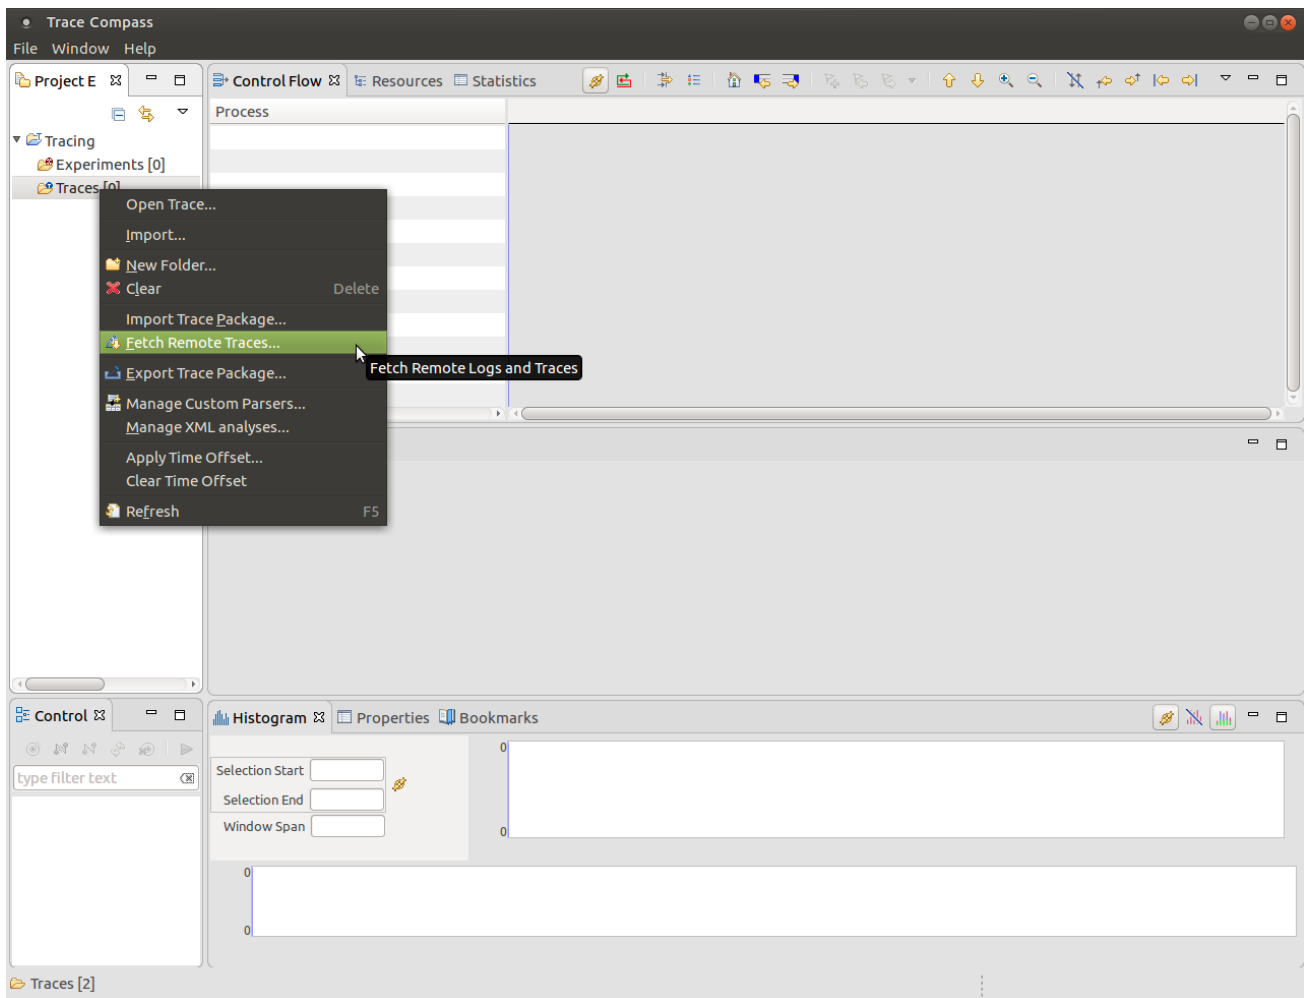 Trace Compass
File Window Help
Project E
Control Flow Resources Statistics
Process
Tracing
Experiments [0]
Traces [0]
Open Trace...
Import...
New Folder...
Clear Delete
Import Trace Package...
Fetch Remote Traces...
Fetch Remote Logs and Traces
Export Trace Package...
Manage Custom Parsers...
Manage XML analyses...
Apply Time Offset...
Clear Time Offset
Refresh F5
Control
type filter text
Histogram Properties Bookmarks
Selection Start
Selection End
Window Span
0
0
0
0
Traces [2]